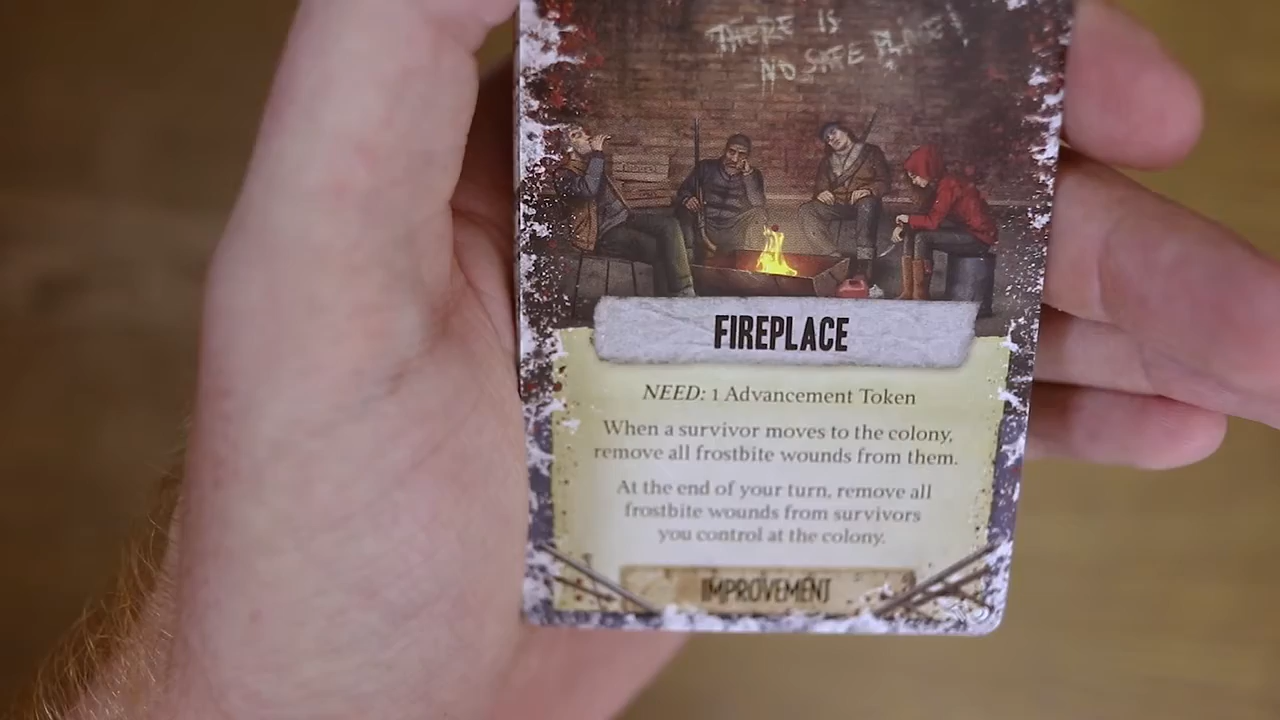 THERE IS
NO SAFE PLACE!
FIREPLACE
NEED: 1 Advancement Token
When a survivor moves to the colony,
remove all frostbite wounds from them.
At the end of your turn, remove all
frostbite wounds from survivors
you control at the colony.
IMPROVEMENT